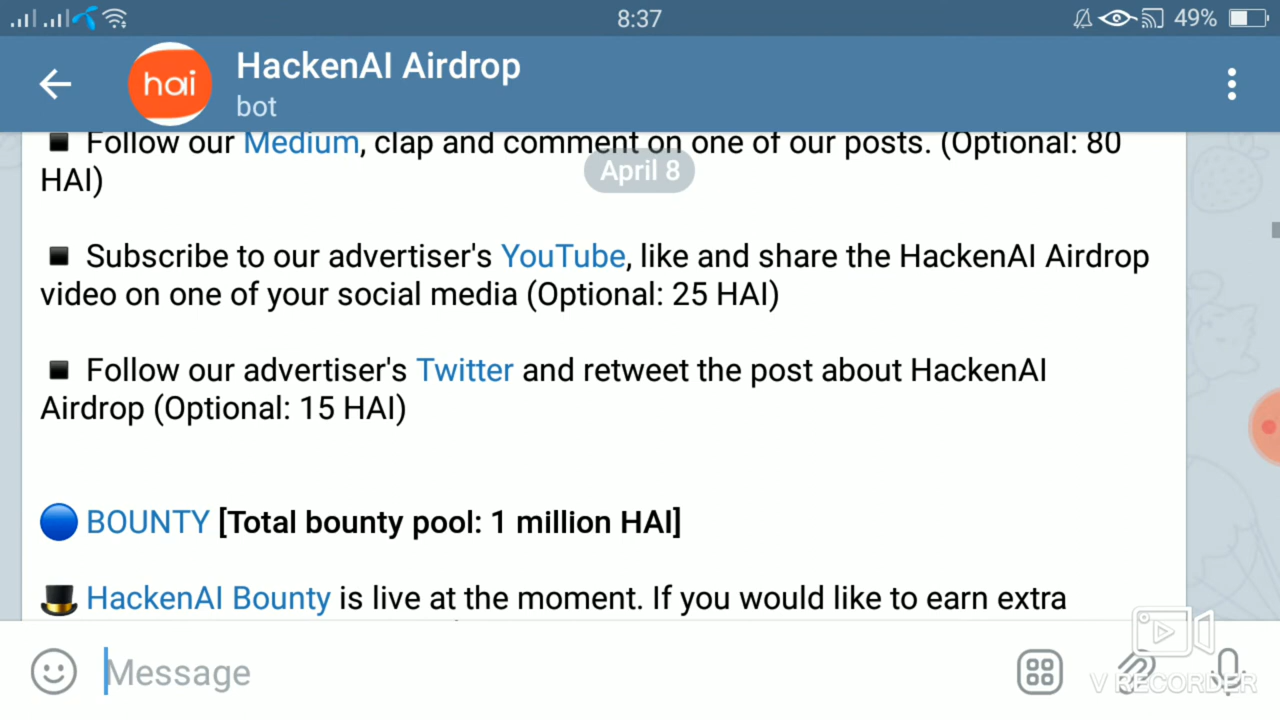 8:37
49%
hai
HackenAI Airdrop
bot
Follow our Medium, clap and comment on one of our posts. (Optional: 80
April 8
HAI)
Subscribe to our advertiser's YouTube, like and share the HackenAI Airdrop
video on one of your social media (Optional: 25 HAI)
Follow our advertiser's Twitter and retweet the post about HackenAI
Airdrop (Optional: 15 HAI)
BOUNTY [Total bounty pool: 1 million HAI]
HackenAI Bounty is live at the moment. If you would like to earn extra
Message
V RECORDER